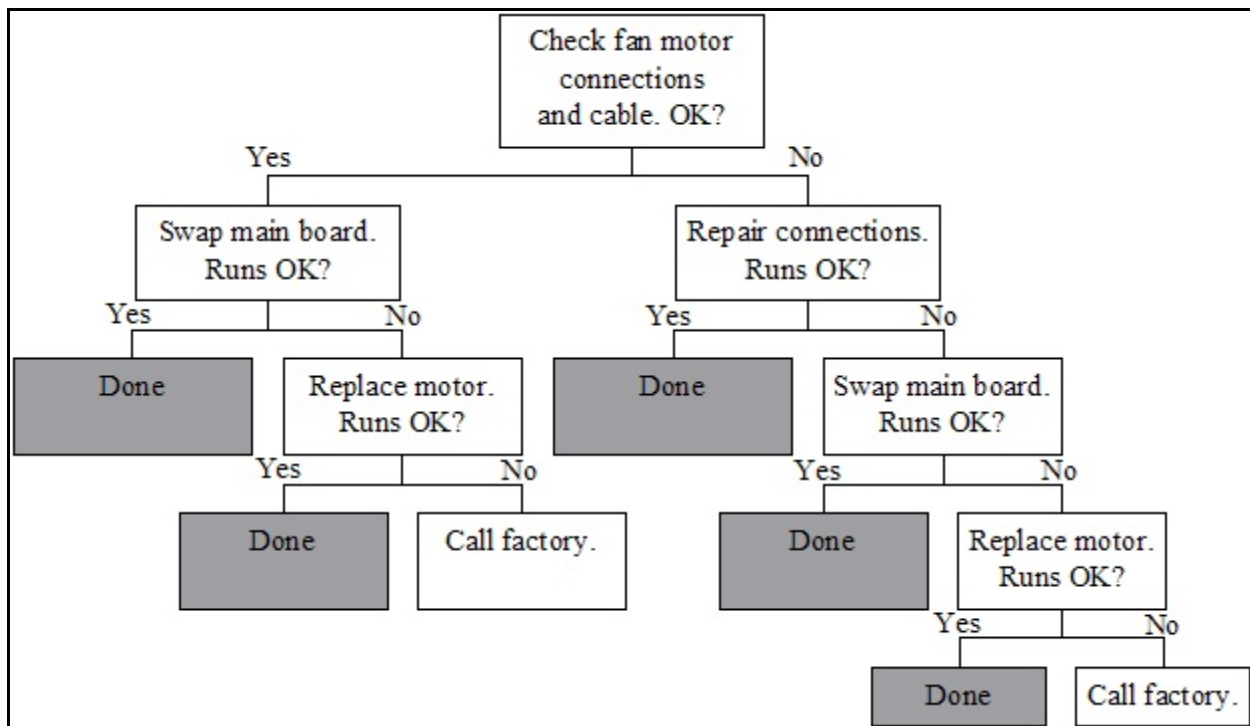 Check fan motor
connections
and cable. OK?
Yes
No
Swap main board.
Runs OK?
Repair connections.
Runs OK?
Yes
No
Yes
No
Done
Replace motor.
Runs OK?
Done
Swap main board.
Runs OK?
Yes
No
Yes
No
Done
Call factory.
Done
Replace motor.
Runs OK?
Yes
No
Done
Call factory.